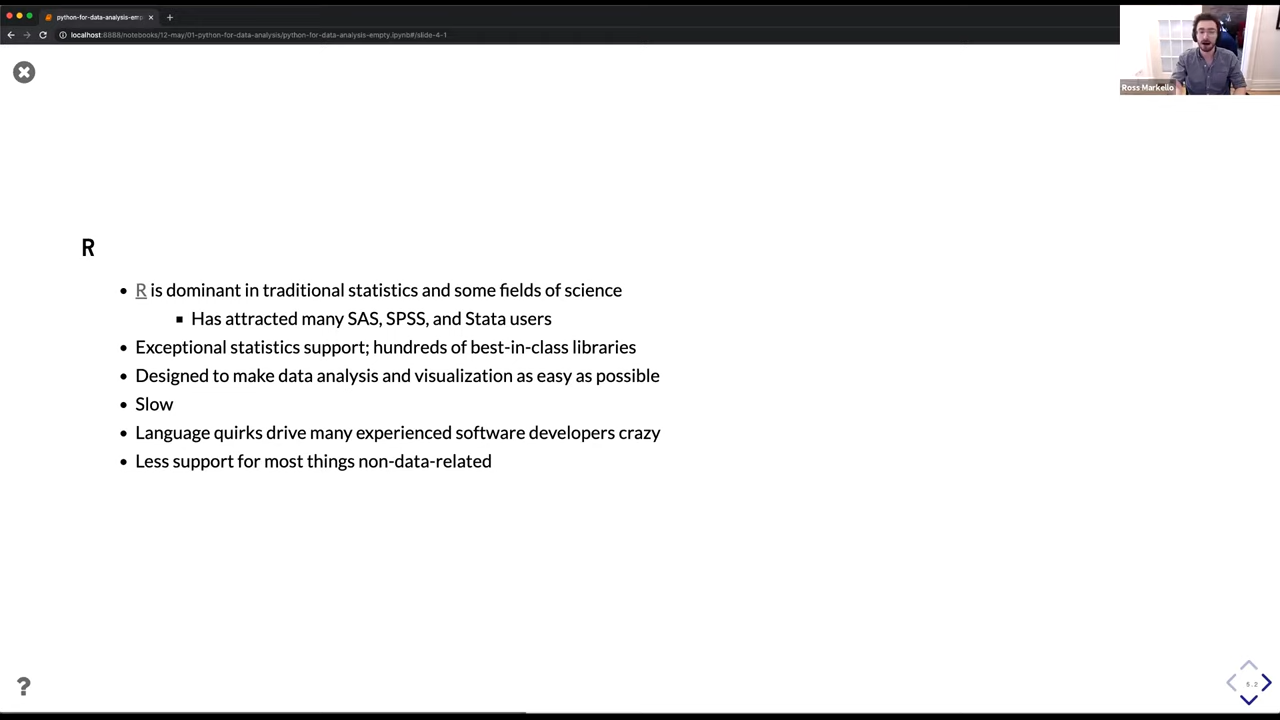 python-for-data-analysis-emp
localhost:8888/notebooks/12-may/01-python-for-data-analysis/python-for-data-analysis-empty.ipynb#/slide-4-1
Ross Markello
R
R is dominant in traditional statistics and some fields of science
Has attracted many SAS, SPSS, and Stata users
Exceptional statistics support; hundreds of best-in-class libraries
Designed to make data analysis and visualization as easy as possible
Slow
Language quirks drive many experienced software developers crazy
Less support for most things non-data-related
?
5.2